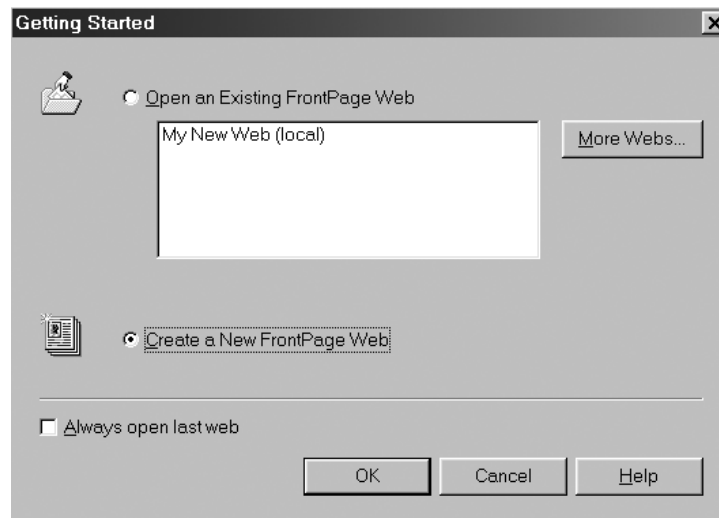 Getting Started
Open an Existing FrontPage Web
My New Web (local)
More Webs...
Create a New FrontPage Web
Always open last web
OK
Cancel
Help